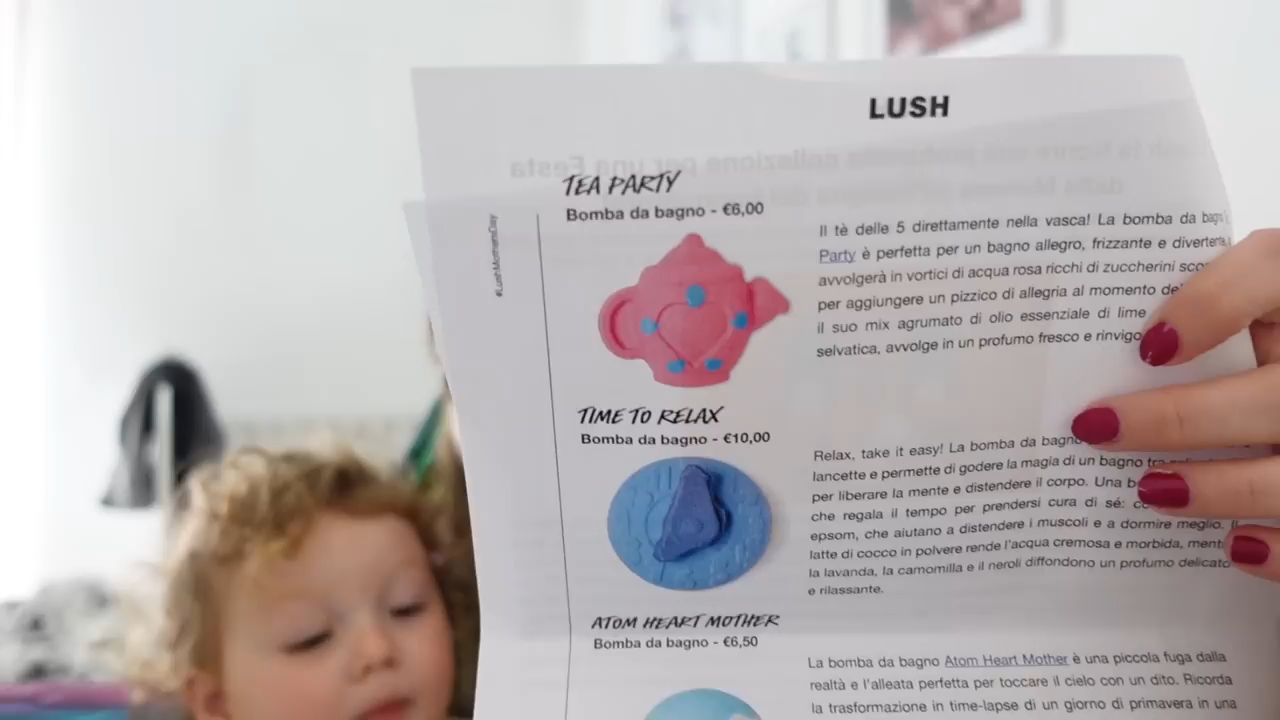 LUSH
#LushMothersDay
TEA PARTY
Bomba da bagno - €6,00
Il tè delle 5 direttamente nella vasca! La bomba da
Party è perfetta per un bagno allegro, frizzante e
avvolgerà in vortici di acqua rosa ricchi di zuccherini
per aggiungere un pizzico di allegria al momento
il suo mix agrumato di olio essenziale di lime
selvatica, avvolge in un profumo fresco e
TIME TO RELAX
Bomba da bagno - €10,00
Relax, take it easy! La bomba da bagno
lancette e permette di godere la magia di un bagno
per liberare la mente e distendere il corpo. Una
che regala il tempo per prendersi cura di sé:
epsom, che aiutano a distendere i muscoli e a dormire meglio. Il
latte di cocco in polvere rende l'acqua cremosa e morbida,
la lavanda, la camomilla e il neroli diffondono un profumo delicato
e rilassante.
ATOM HEART MOTHER
Bomba da bagno - €6,50
La bomba da bagno Atom Heart Mother è una piccola fuga dalla
realtà e l'alleata perfetta per toccare il cielo con un dito. Ricorda
la trasformazione in time-lapse di un giorno di primavera in una